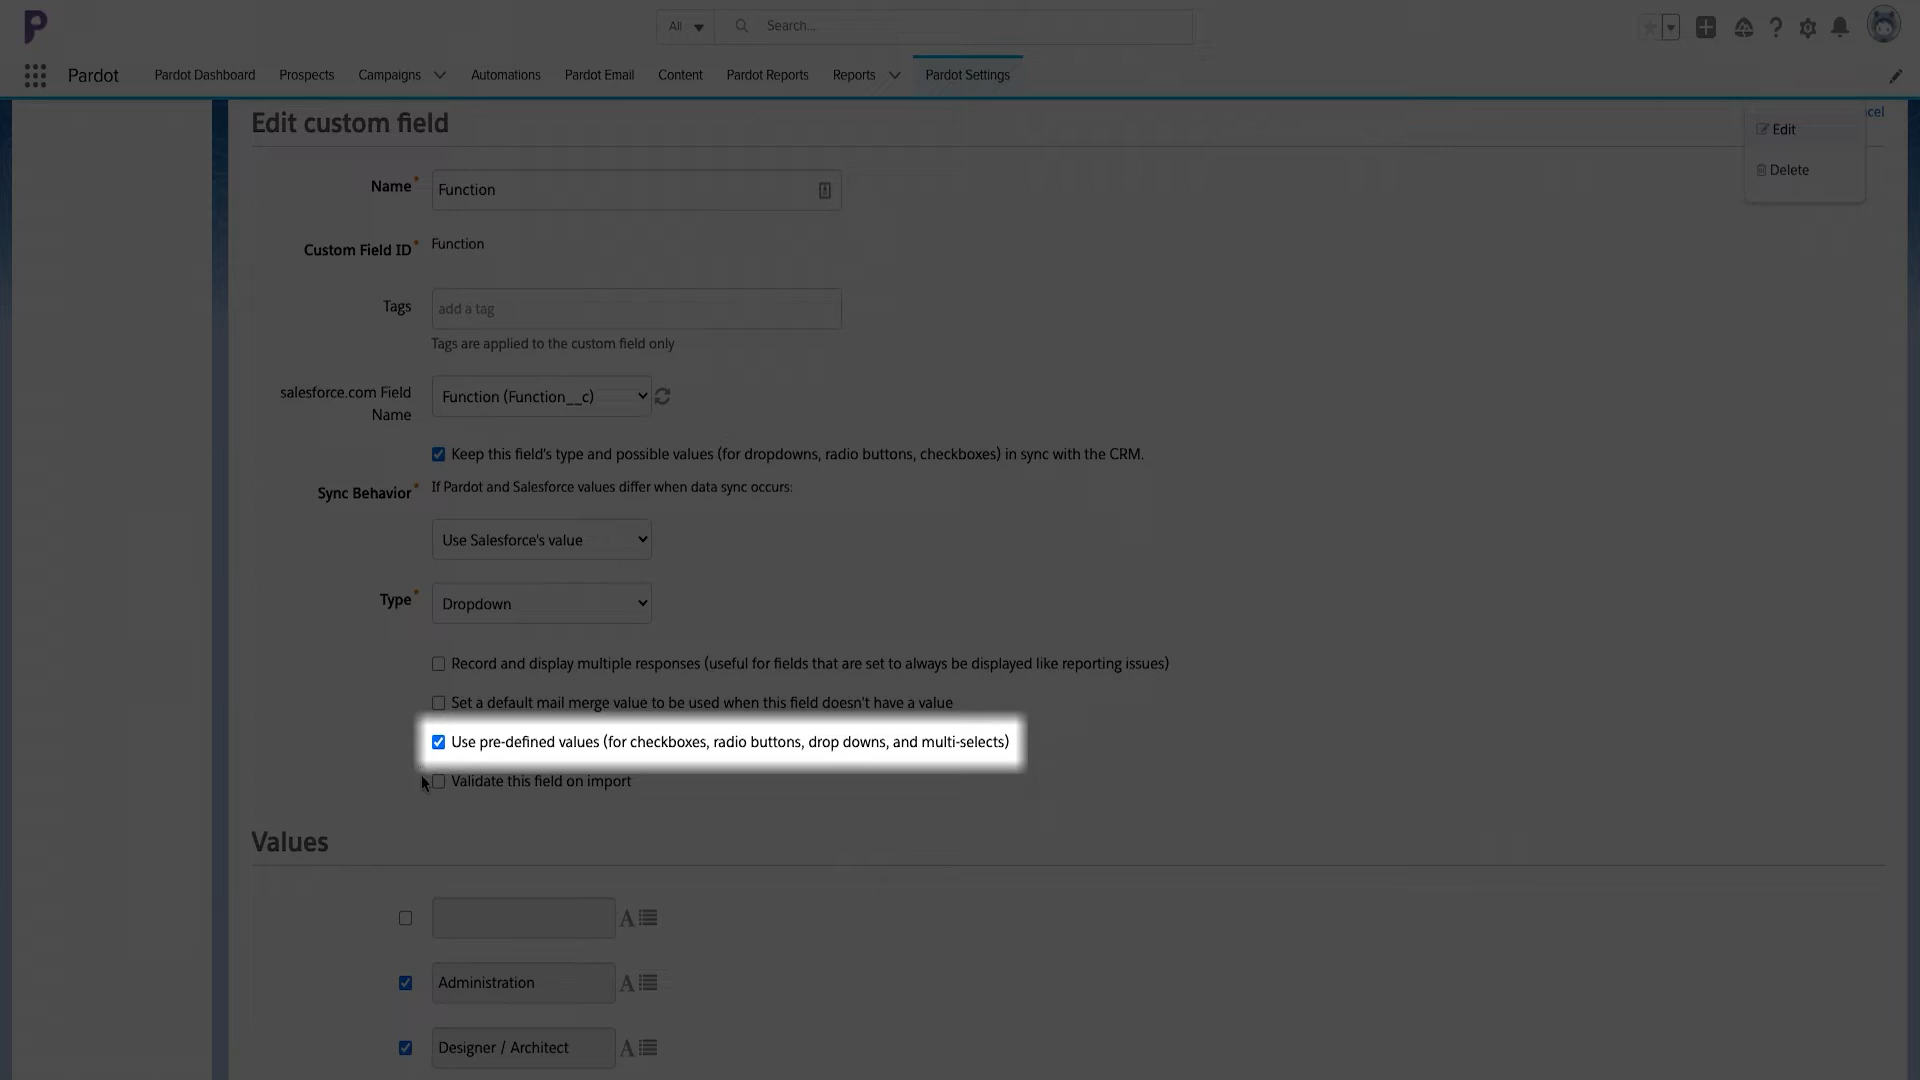 All
Search...
Pardot
Pardot Dashboard
Prospects
Campaigns
Automations
Pardot Email
Content
Pardot Reports
Reports
Pardot Settings
Edit custom field
cel
Edit
Delete
Name*
Function
Custom Field ID*
Function
Tags
add a tag
Tags are applied to the custom field only
salesforce.com Field
Name
Function (Function__c)
Keep this field's type and possible values (for dropdowns, radio buttons, checkboxes) in sync with the CRM.
Sync Behavior*
If Pardot and Salesforce values differ when data sync occurs:
Use Salesforce's value
Type*
Dropdown
Record and display multiple responses (useful for fields that are set to always be displayed like reporting issues)
Set a default mail merge value to be used when this field doesn't have a value
Use pre-defined values (for checkboxes, radio buttons, drop downs, and multi-selects)
Validate this field on import
Values
A
Administration
A
Designer / Architect
A